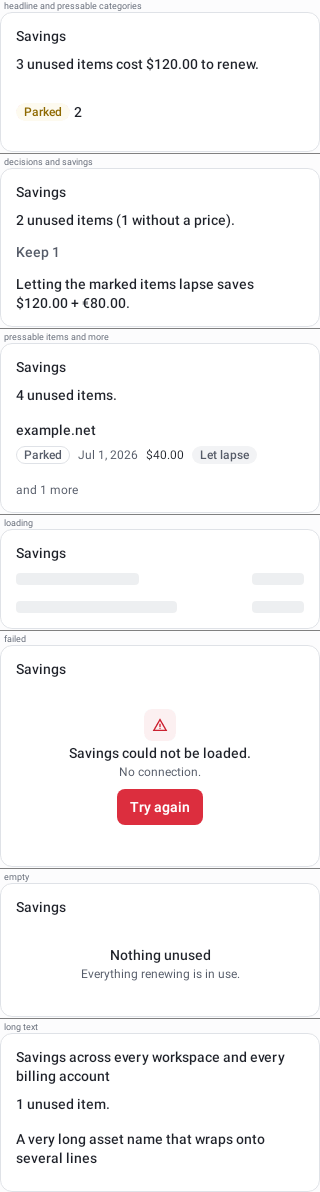 headline and pressable categories
Savings
3 unused items cost $120.00 to renew.
Parked 2
decisions and savings
Savings
2 unused items (1 without a price).
Keep 1
Letting the marked items lapse saves
$120.00 + €80.00.
pressable items and more
Savings
4 unused items.
example.net
Parked Jul 1, 2026 $40.00 Let lapse
and 1 more
loading
Savings
failed
Savings
Savings could not be loaded.
No connection.
Try again
empty
Savings
Nothing unused
Everything renewing is in use.
long text
Savings across every workspace and every
billing account
1 unused item.
A very long asset name that wraps onto
several lines